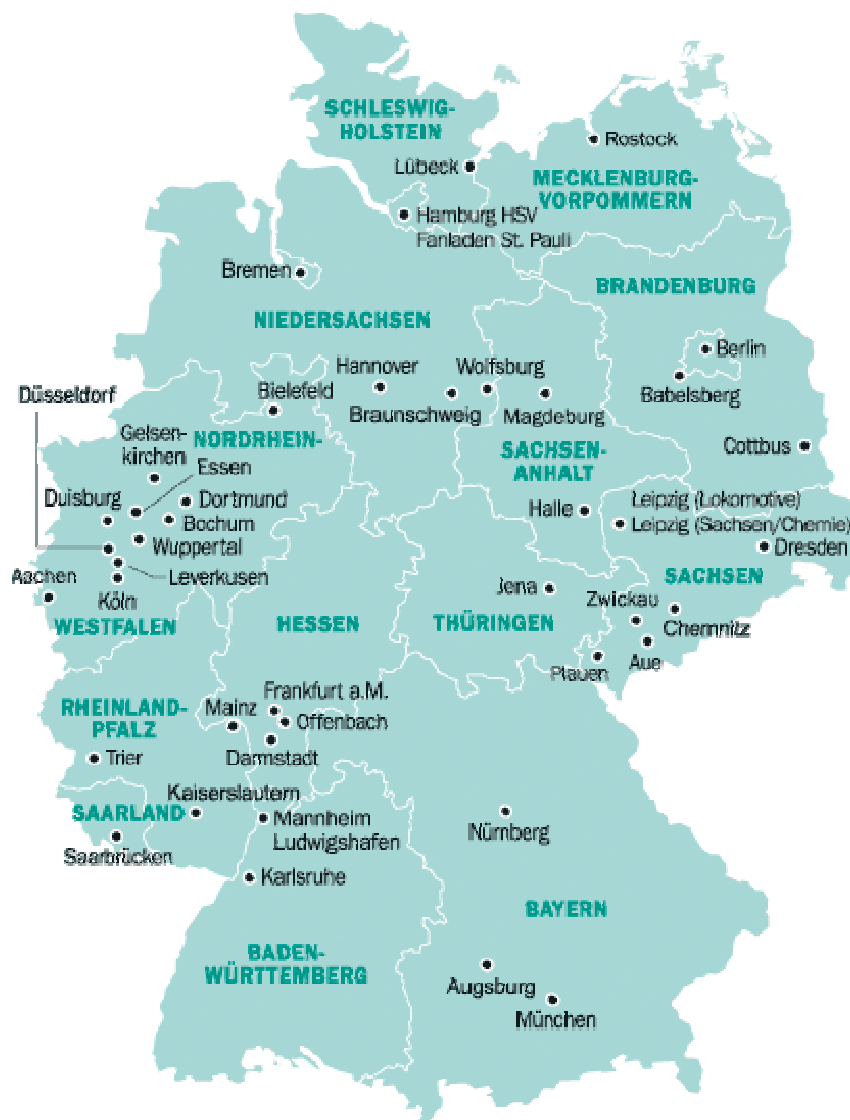 SCHLESWIG-
HOLSTEIN
Rostock
Lübeck
MECKLENBURG-
VORPOMMERN
Hamburg HSV
Fanladen St. Pauli
Bremen
BRANDENBURG
NIEDERSACHSEN
Berlin
Hannover
Wolfsburg
Babelsberg
Düsseldorf
Bielefeld
Braunschweig
Magdeburg
Gelsen-
kirchen
NORDRHEIN-
SACHSEN-
ANHALT
Cottbus
Essen
Duisburg
Dortmund
Bochum
Halle
Leipzig (Lokomotive)
Leipzig (Sachsen/Chemie)
Wuppertal
Dresden
Aachen
Leverkusen
Köln
SACHSEN
Jena
Zwickau
WESTFALEN
HESSEN
THÜRINGEN
Chemnitz
Aue
Plauen
RHEINLAND-
PFALZ
Mainz
Frankfurt a.M.
Offenbach
Darmstadt
Trier
Kaiserslautern
SAARLAND
Mannheim
Ludwigshafen
Nürnberg
Saarbrücken
Karlsruhe
BAYERN
BADEN-
WÜRTTEMBERG
Augsburg
München